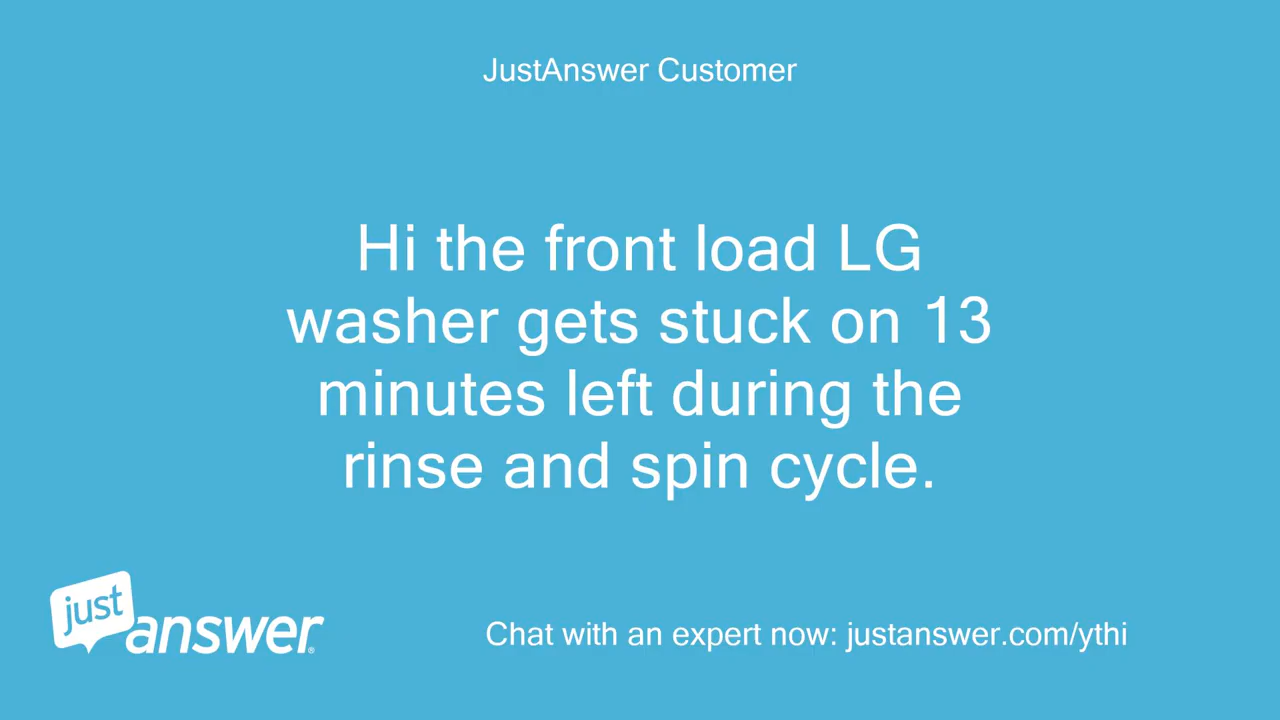 JustAnswer Customer
Hi the front load LG
washer gets stuck on 13
minutes left during the
rinse and spin cycle.
just
answer®
Chat with an expert now: justanswer.com/ythi